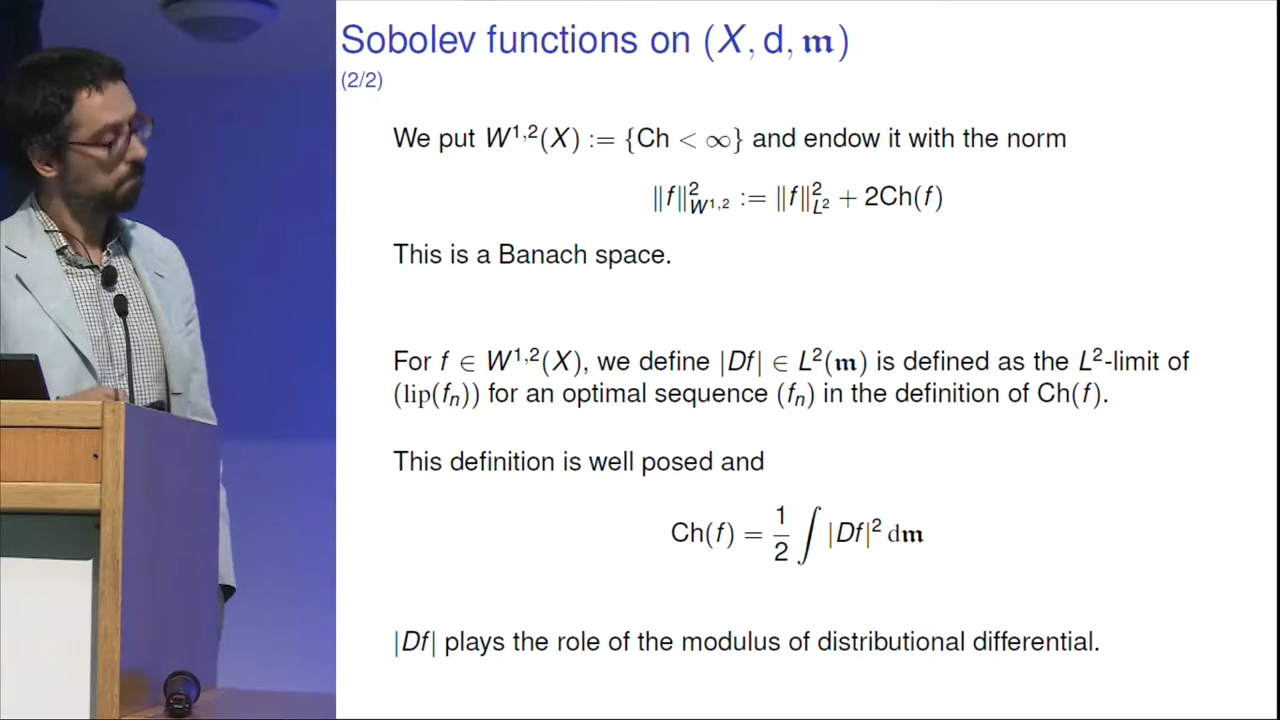 Sobolev functions on (X, d, 𝔪)
(2/2)
We put W^{1,2}(X) := {Ch < ∞} and endow it with the norm
‖f‖²_{W^{1,2}} := ‖f‖²_{L²} + 2Ch(f)
This is a Banach space.
For f ∈ W^{1,2}(X), we define |Df| ∈ L²(𝔪) is defined as the L²-limit of
(lip(f_n)) for an optimal sequence (f_n) in the definition of Ch(f).
This definition is well posed and
Ch(f) = \frac{1}{2} ∫ |Df|² d𝔪
|Df| plays the role of the modulus of distributional differential.